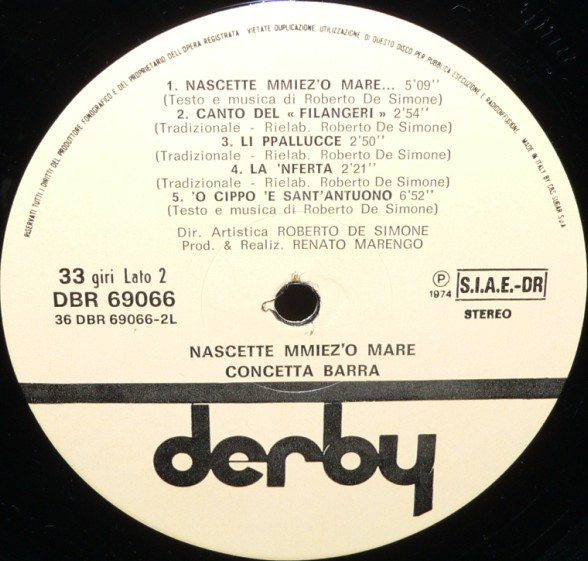 RISERVATI TUTTI I DIRITTI DEL PRODUTTORE FONOGRAFICO E DEL PROPRIETARIO DELL'OPERA REGISTRATA VIETATE DUPLICAZIONE, UTILIZZAZIONE DI QUESTO DISCO PER PUBBLICA ESECUZIONE E RADIODIFFUSIONE. MADE IN ITALY BY CGD-SUGAR S.p.A
1. NASCETTE MMIEZ'O MARE... 5'09''
(Testo e musica di Roberto De Simone)
2. CANTO DEL « FILANGERI » 2'54''
(Tradizionale - Rielab. Roberto De Simone)
3. LI PPALLUCCE 2'50''
(Tradizionale - Rielab. Roberto De Simone)
4. LA 'NFERTA 2'21''
(Tradizionale - Rielab. Roberto De Simone)
5. 'O CIPPO 'E SANT'ANTUONO 6'52''
(Testo e musica di Roberto De Simone)
Dir. Artistica ROBERTO DE SIMONE
Prod. & Realiz. RENATO MARENGO
33 giri Lato 2
DBR 69066
36 DBR 69066-2L
Ⓟ
1974
S.I.A.E.-DR
STEREO
NASCETTE MMIEZ'O MARE
CONCETTA BARRA
derby